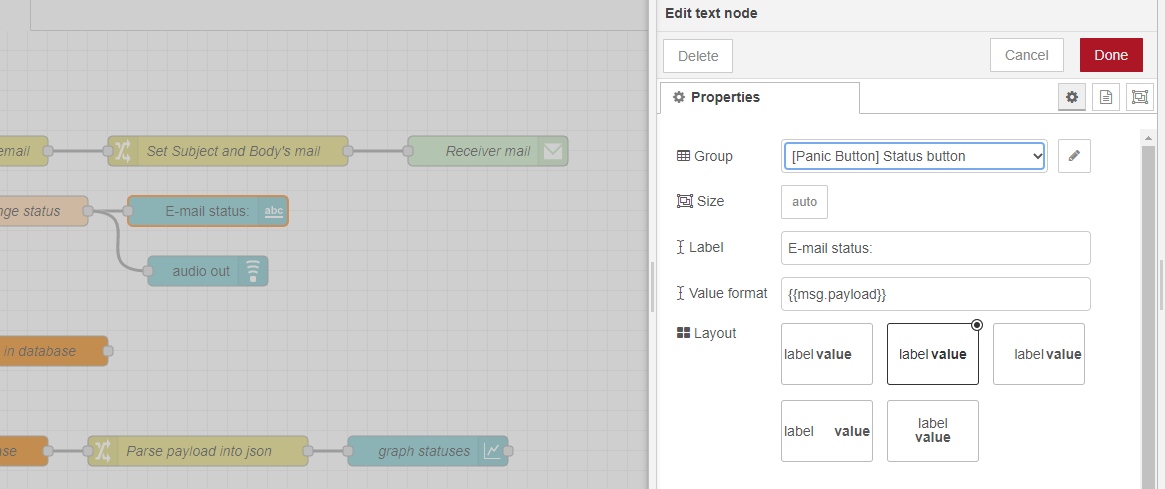 Edit text node
Delete
Cancel
Done
Properties
email
Set Subject and Body's mail
Receiver mail
nge status
E-mail status:
abc
audio out
in database
ase
Parse payload into json
graph statuses
Group
[Panic Button] Status button
Size
auto
Label
E-mail status:
Value format
{{msg.payload}}
Layout
label value
label value
label value
label value
label
value